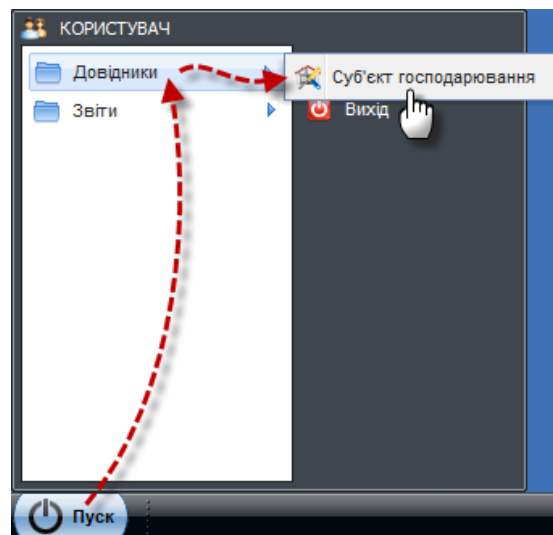 КОРИСТУВАЧ
Довідники
Суб'єкт господарювання
Звіти
Вихід
Пуск